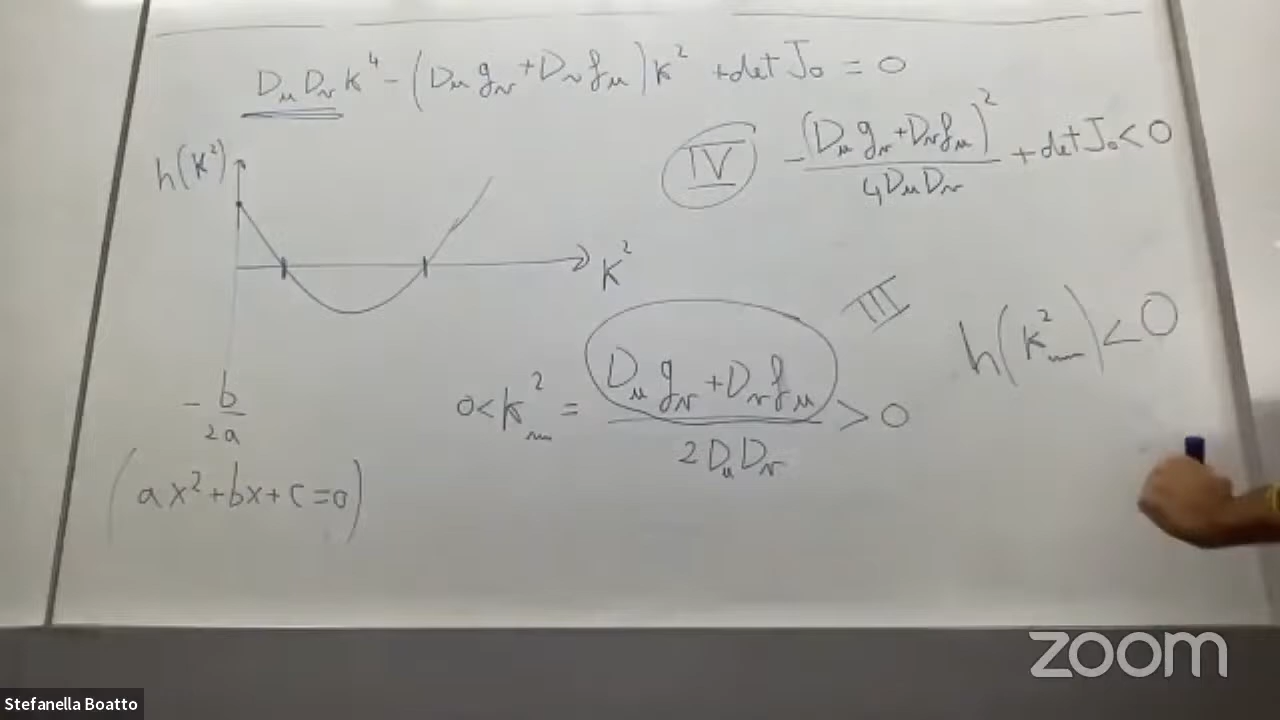 D_u D_v K^4 - (D_u g_v + D_v f_u) K^2 + det J_0 = 0
h(K^2)
IV
-(D_u g_v + D_v f_u)^2 / 4 D_u D_v + det J_0 < 0
K^2
III
h(K^2_m) < 0
0 < K^2_m = D_u g_v + D_v f_u / 2 D_u D_v > 0
- b / 2a
(ax^2 + bx + c = 0)
zoom
Stefanella Boatto